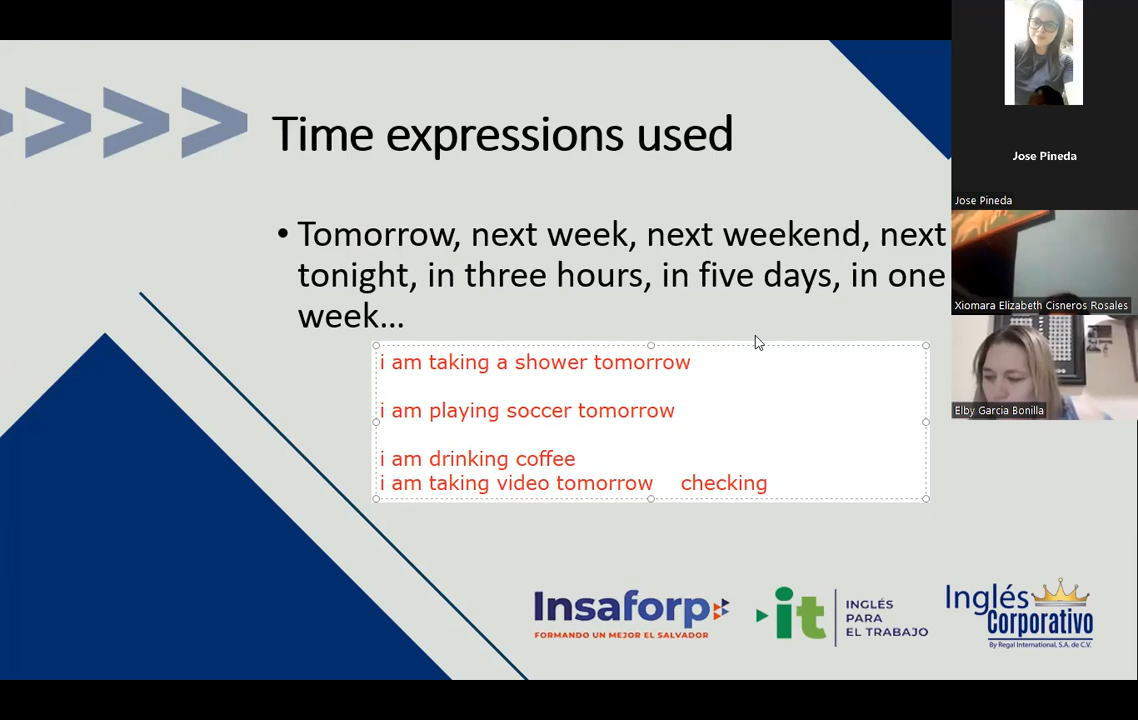 Time expressions used
• Tomorrow, next week, next weekend, next
tonight, in three hours, in five days, in one
week...
i am taking a shower tomorrow
i am playing soccer tomorrow
i am drinking coffee
i am taking video tomorrow checking
Insaforp
FORMANDO UN MEJOR EL SALVADOR
it
INGLÉS
PARA
EL TRABAJO
Inglés
Corporativo
By Regal International, S.A. de C.V.
Jose Pineda
Jose Pineda
Xiomara Elizabeth Cisneros Rosales
Elby Garcia Bonilla